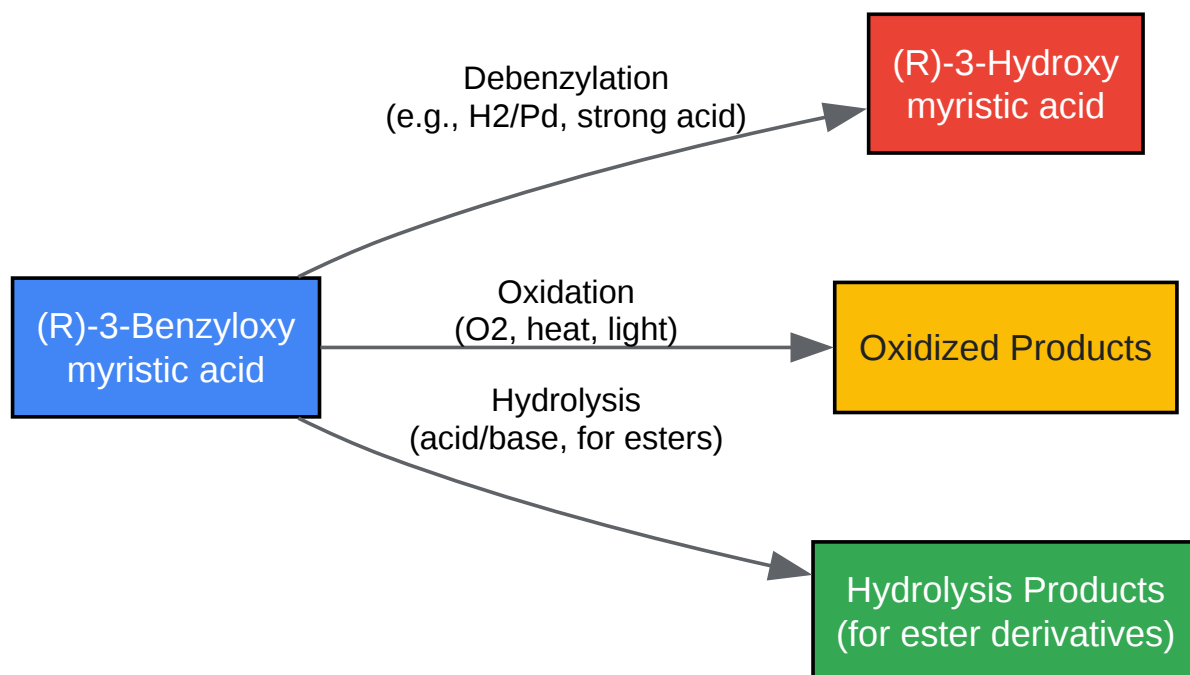 (R)-3-Benzyloxy
myristic acid
Debenzylation
(e.g., H2/Pd, strong acid)
(R)-3-Hydroxy
myristic acid
Oxidation
(O2, heat, light)
Oxidized Products
Hydrolysis
(acid/base, for esters)
Hydrolysis Products
(for ester derivatives)